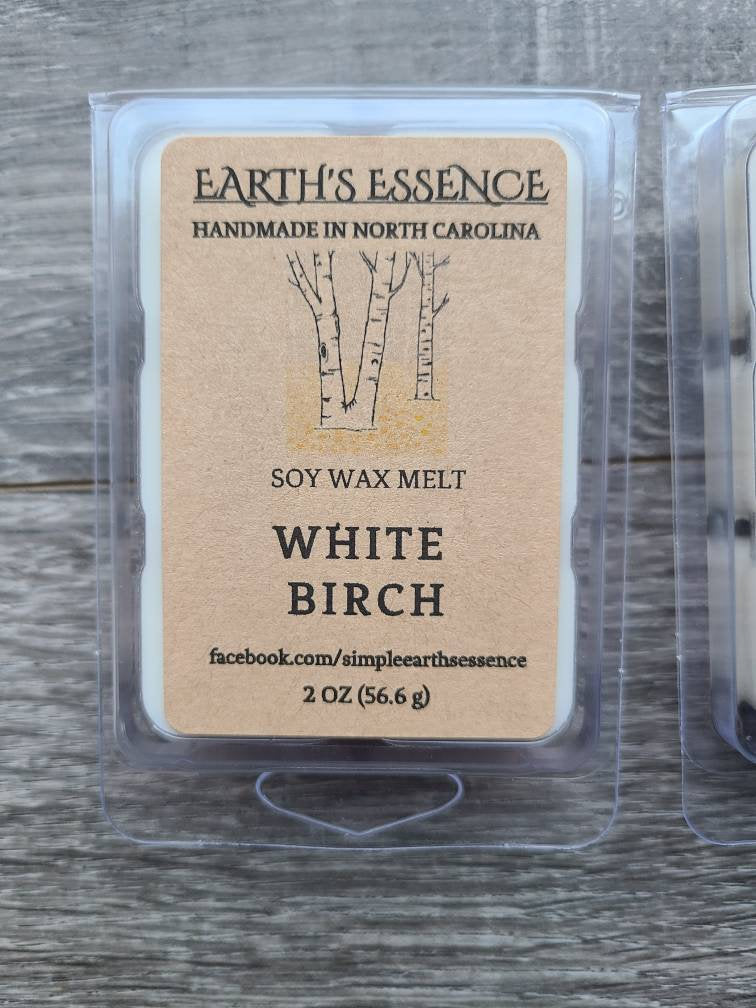 EARTH'S ESSENCE
HANDMADE IN NORTH CAROLINA
SOY WAX MELT
WHITE
BIRCH
facebook.com/simpleearthsessence
2 OZ (56.6 g)